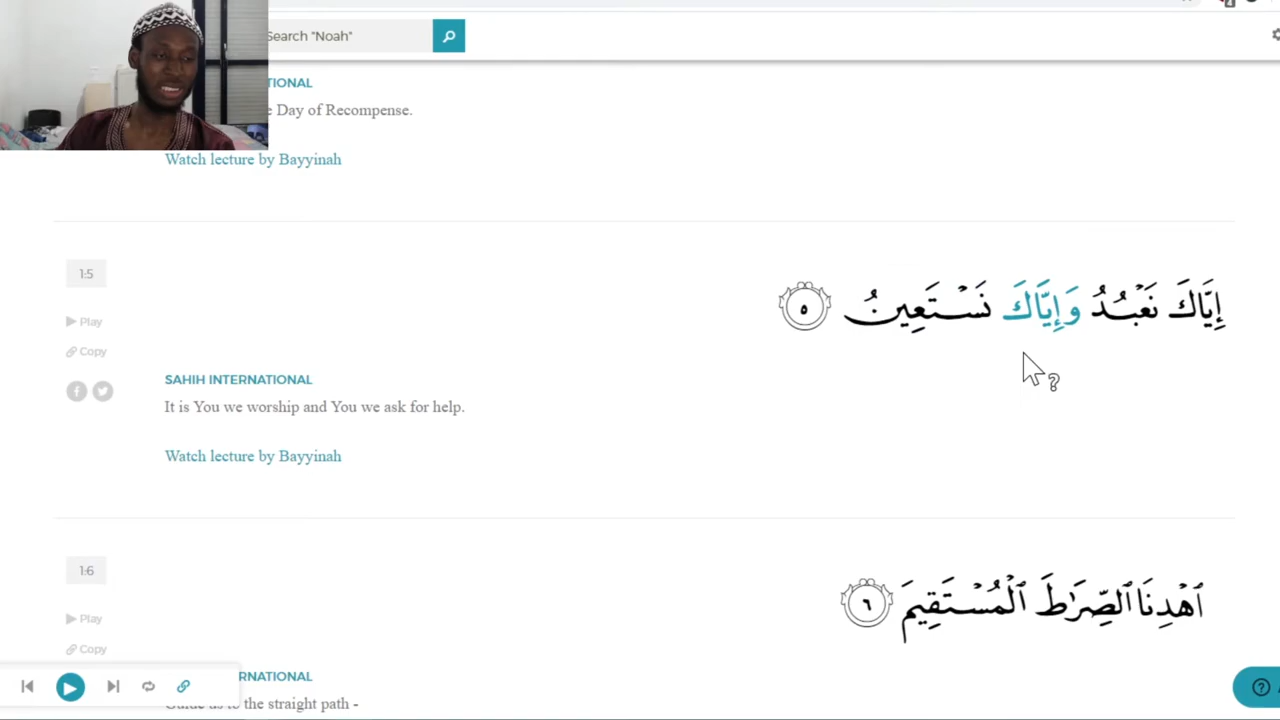 Search "Noah"
TIONAL
e Day of Recompense.
Watch lecture by Bayyinah
1:5
إِيَّاكَ نَعْبُدُ وَإِيَّاكَ نَسْتَعِينُ ٥
Play
Copy
SAHIH INTERNATIONAL
It is You we worship and You we ask for help.
Watch lecture by Bayyinah
1:6
ٱهْدِنَا ٱلصِّرَٰطَ ٱلْمُسْتَقِيمَ ٦
Play
Copy
RNATIONAL
Guide us to the straight path -